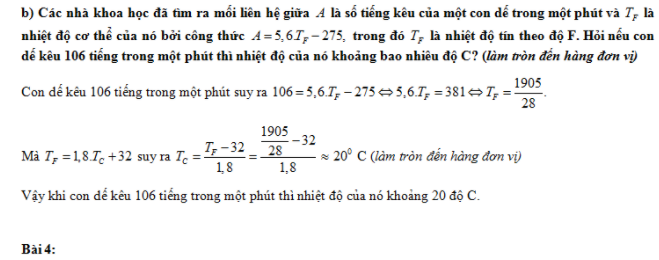 b) Các nhà khoa học đã tìm ra mối liên hệ giữa A là số tiếng kêu của một con dế trong một phút và T_F là
nhiệt độ cơ thể của nó bởi công thức A = 5,6.T_F − 275, trong đó T_F là nhiệt độ tín theo độ F. Hỏi nếu con
dế kêu 106 tiếng trong một phút thì nhiệt độ của nó khoảng bao nhiêu độ C? (làm tròn đến hàng đơn vị)
Con dế kêu 106 tiếng trong một phút suy ra 106 = 5,6.T_F − 275 ⇔ 5,6.T_F = 381 ⇔ T_F = 1905/28.
Mà T_F = 1,8.T_C + 32 suy ra T_C = (T_F − 32)/1,8 = (1905/28 − 32)/1,8 ≈ 20⁰ C (làm tròn đến hàng đơn vị)
Vậy khi con dế kêu 106 tiếng trong một phút thì nhiệt độ của nó khoảng 20 độ C.
Bài 4: